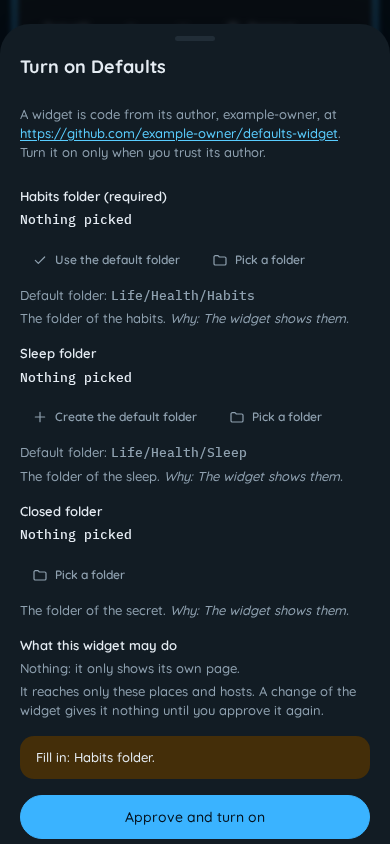 Turn on Defaults
A widget is code from its author, example-owner, at
https://github.com/example-owner/defaults-widget.
Turn it on only when you trust its author.
Habits folder (required)
Nothing picked
Use the default folder
Pick a folder
Default folder: Life/Health/Habits
The folder of the habits. Why: The widget shows them.
Sleep folder
Nothing picked
Create the default folder
Pick a folder
Default folder: Life/Health/Sleep
The folder of the sleep. Why: The widget shows them.
Closed folder
Nothing picked
Pick a folder
The folder of the secret. Why: The widget shows them.
What this widget may do
Nothing: it only shows its own page.
It reaches only these places and hosts. A change of the
widget gives it nothing until you approve it again.
Fill in: Habits folder.
Approve and turn on